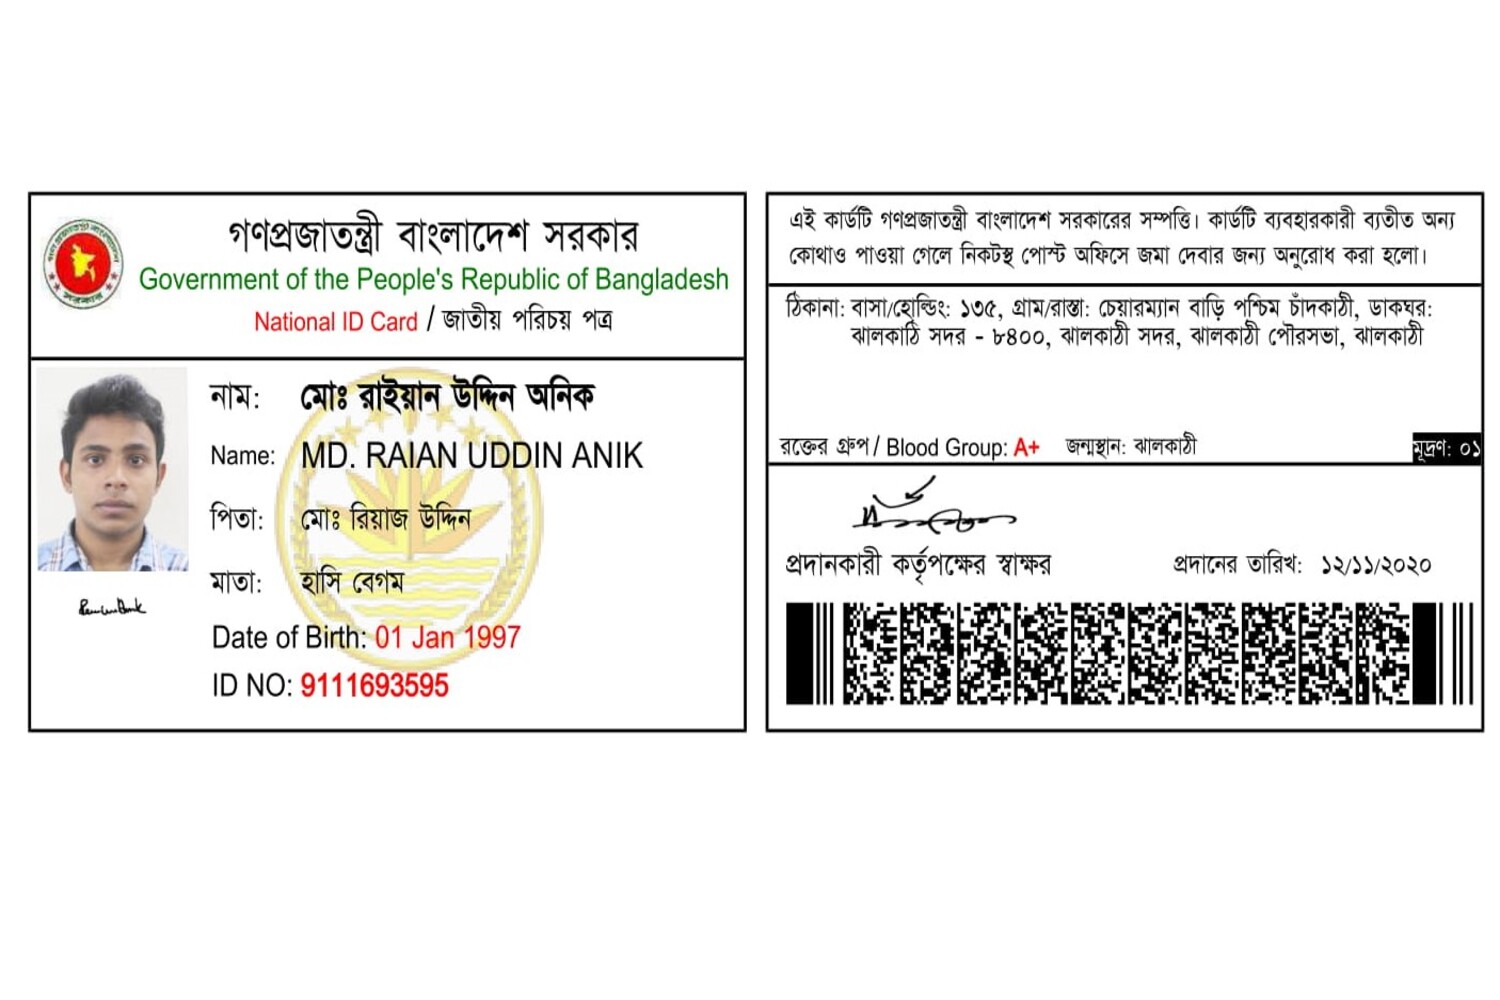 গণপ্রজাতন্ত্রী বাংলাদেশ সরকার
Government of the People's Republic of Bangladesh
National ID Card / জাতীয় পরিচয় পত্র
নাম: মোঃ রাইয়ান উদ্দিন অনিক
Name: MD. RAIAN UDDIN ANIK
পিতা: মোঃ রিয়াজ উদ্দিন
মাতা: হাসি বেগম
Date of Birth: 01 Jan 1997
ID NO: 9111693595
এই কার্ডটি গণপ্রজাতন্ত্রী বাংলাদেশ সরকারের সম্পত্তি। কার্ডটি ব্যবহারকারী ব্যতীত অন্য
কোথাও পাওয়া গেলে নিকটস্থ পোস্ট অফিসে জমা দেবার জন্য অনুরোধ করা হলো।
ঠিকানা: বাসা/হোল্ডিং: ১৩৫, গ্রাম/রাস্তা: চেয়ারম্যান বাড়ি পশ্চিম চাঁদকাঠী, ডাকঘর:
ঝালকাঠি সদর - ৮৪০০, ঝালকাঠী সদর, ঝালকাঠী পৌরসভা, ঝালকাঠী
রক্তের গ্রুপ / Blood Group: A+ জন্মস্থান: ঝালকাঠী মূদ্রণ: ০১
প্রদানকারী কর্তৃপক্ষের স্বাক্ষর প্রদানের তারিখ: ১২/১১/২০২০